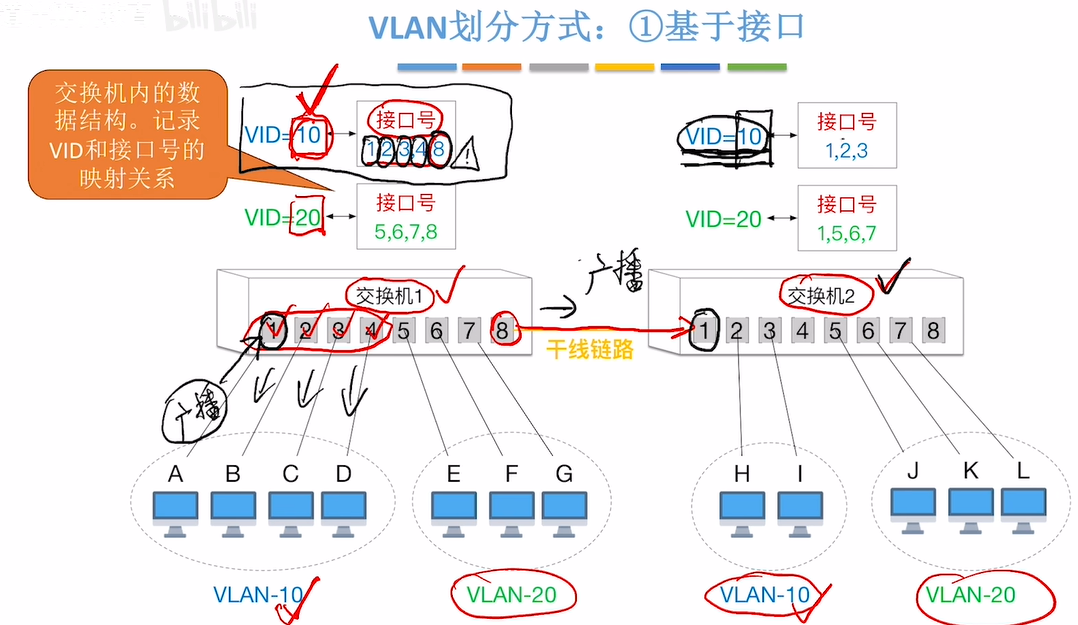 bilibili
VLAN划分方式：①基于接口
交换机内的数
据结构。记录
VID和接口号的
映射关系
VID=10
接口号
1,2,3,4,8
VID=20
接口号
5,6,7,8
VID=10
接口号
1,2,3
VID=20
接口号
1,5,6,7
广播
交换机1
交换机2
1 2 3 4 5 6 7 8
干线链路
1 2 3 4 5 6 7 8
广播
A B C D E F G H I J K L
VLAN-10
VLAN-20
VLAN-10
VLAN-20